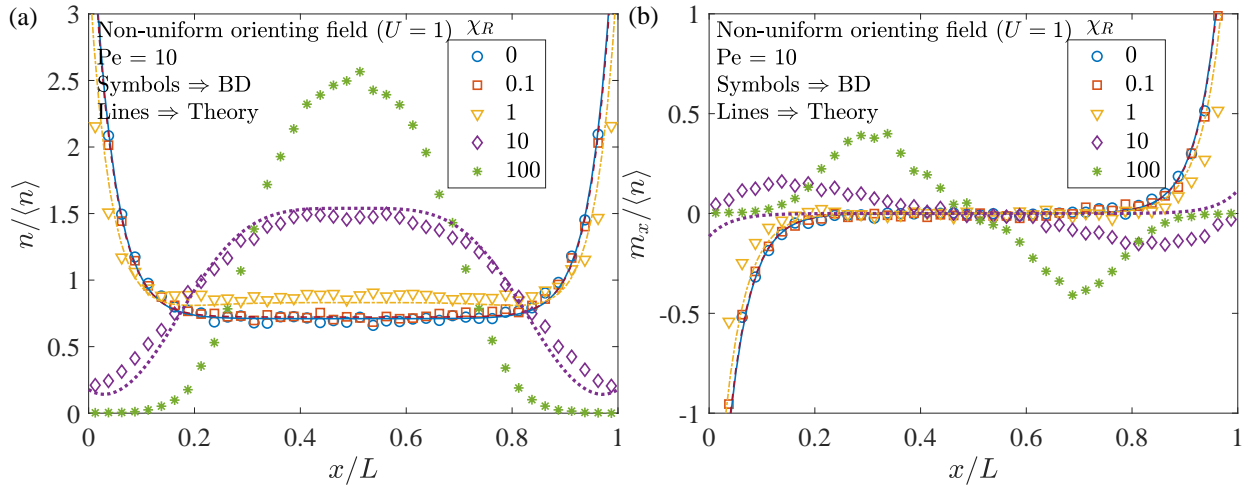 (a)
Non-uniform orienting field (U = 1)
Pe = 10
Symbols ⇒ BD
Lines ⇒ Theory
χ_R
0
0.1
1
10
100
3
2.5
2
1.5
1
0.5
0
n/⟨n⟩
0 0.2 0.4 0.6 0.8 1
x/L
(b)
Non-uniform orienting field (U = 1)
Pe = 10
Symbols ⇒ BD
Lines ⇒ Theory
χ_R
0
0.1
1
10
100
1
0.5
0
-0.5
-1
m_x/⟨n⟩
0 0.2 0.4 0.6 0.8 1
x/L